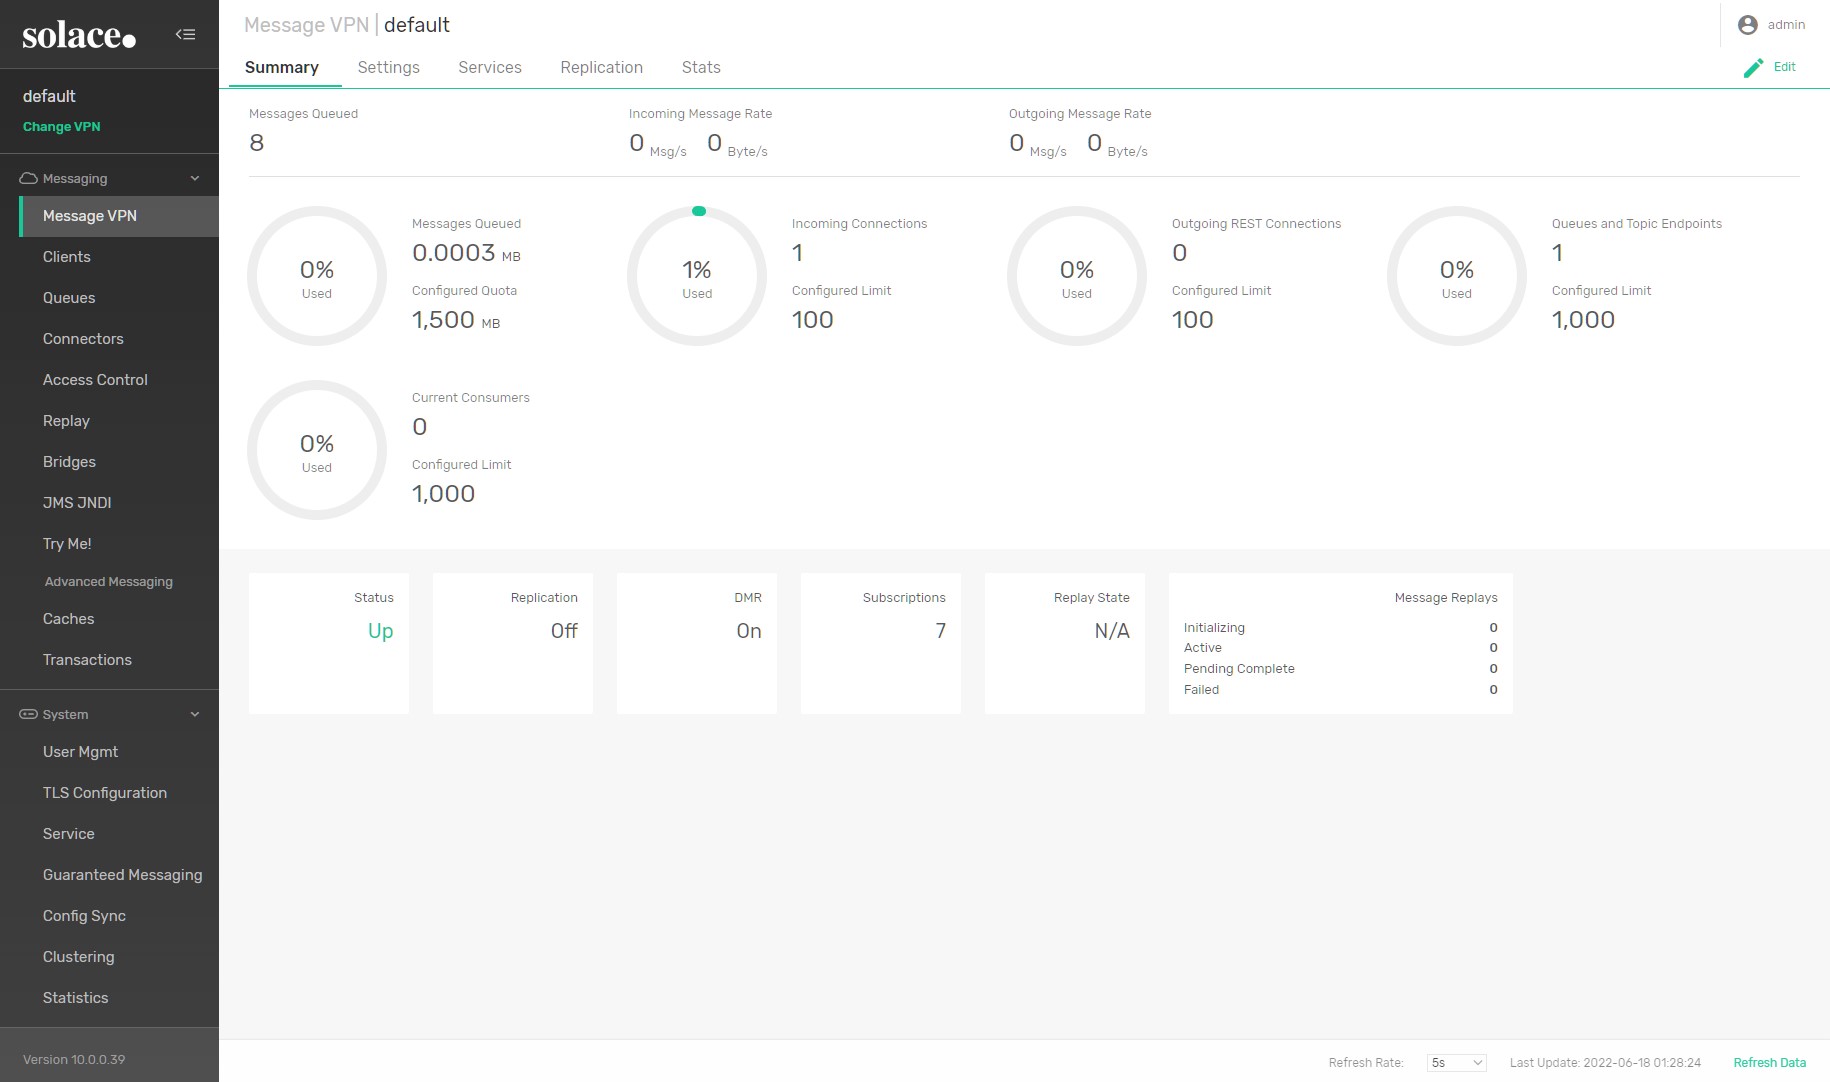 solace
default
Change VPN
Messaging
Message VPN
Clients
Queues
Connectors
Access Control
Replay
Bridges
JMS JNDI
Try Me!
Advanced Messaging
Caches
Transactions
System
User Mgmt
TLS Configuration
Service
Guaranteed Messaging
Config Sync
Clustering
Statistics
Version 10.0.0.39
Message VPN | default
admin
Summary Settings Services Replication Stats
Edit
Messages Queued
8
Incoming Message Rate
0 Msg/s 0 Byte/s
Outgoing Message Rate
0 Msg/s 0 Byte/s
0%
Used
Messages Queued
0.0003 MB
Configured Quota
1,500 MB
1%
Used
Incoming Connections
1
Configured Limit
100
0%
Used
Outgoing REST Connections
0
Configured Limit
100
0%
Used
Queues and Topic Endpoints
1
Configured Limit
1,000
0%
Used
Current Consumers
0
Configured Limit
1,000
Status
Up
Replication
Off
DMR
On
Subscriptions
7
Replay State
N/A
Message Replays
Initializing 0
Active 0
Pending Complete 0
Failed 0
Refresh Rate: 5s Last Update: 2022-06-18 01:28:24 Refresh Data